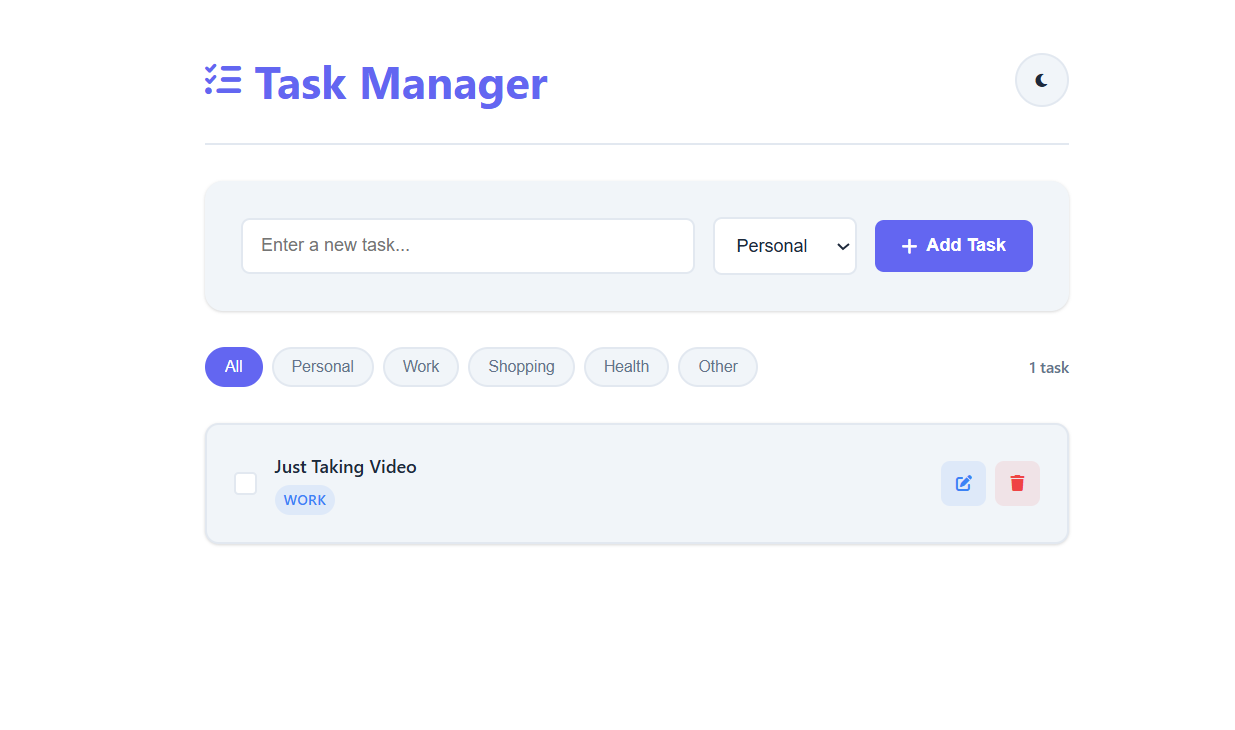 Task Manager
Enter a new task...
Personal
Add Task
All
Personal
Work
Shopping
Health
Other
1 task
Just Taking Video
WORK